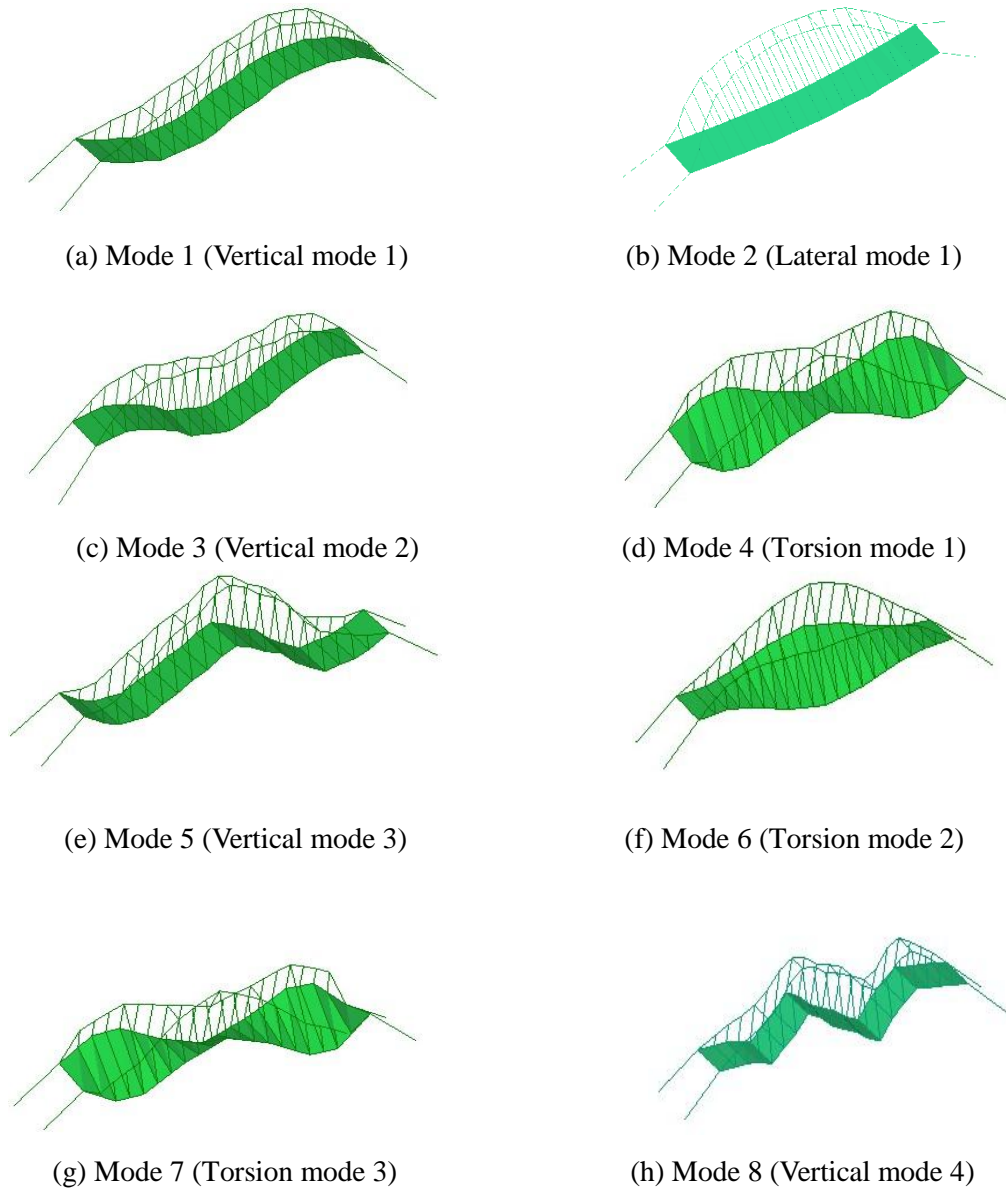 (a) Mode 1 (Vertical mode 1)
(b) Mode 2 (Lateral mode 1)
(c) Mode 3 (Vertical mode 2)
(d) Mode 4 (Torsion mode 1)
(e) Mode 5 (Vertical mode 3)
(f) Mode 6 (Torsion mode 2)
(g) Mode 7 (Torsion mode 3)
(h) Mode 8 (Vertical mode 4)